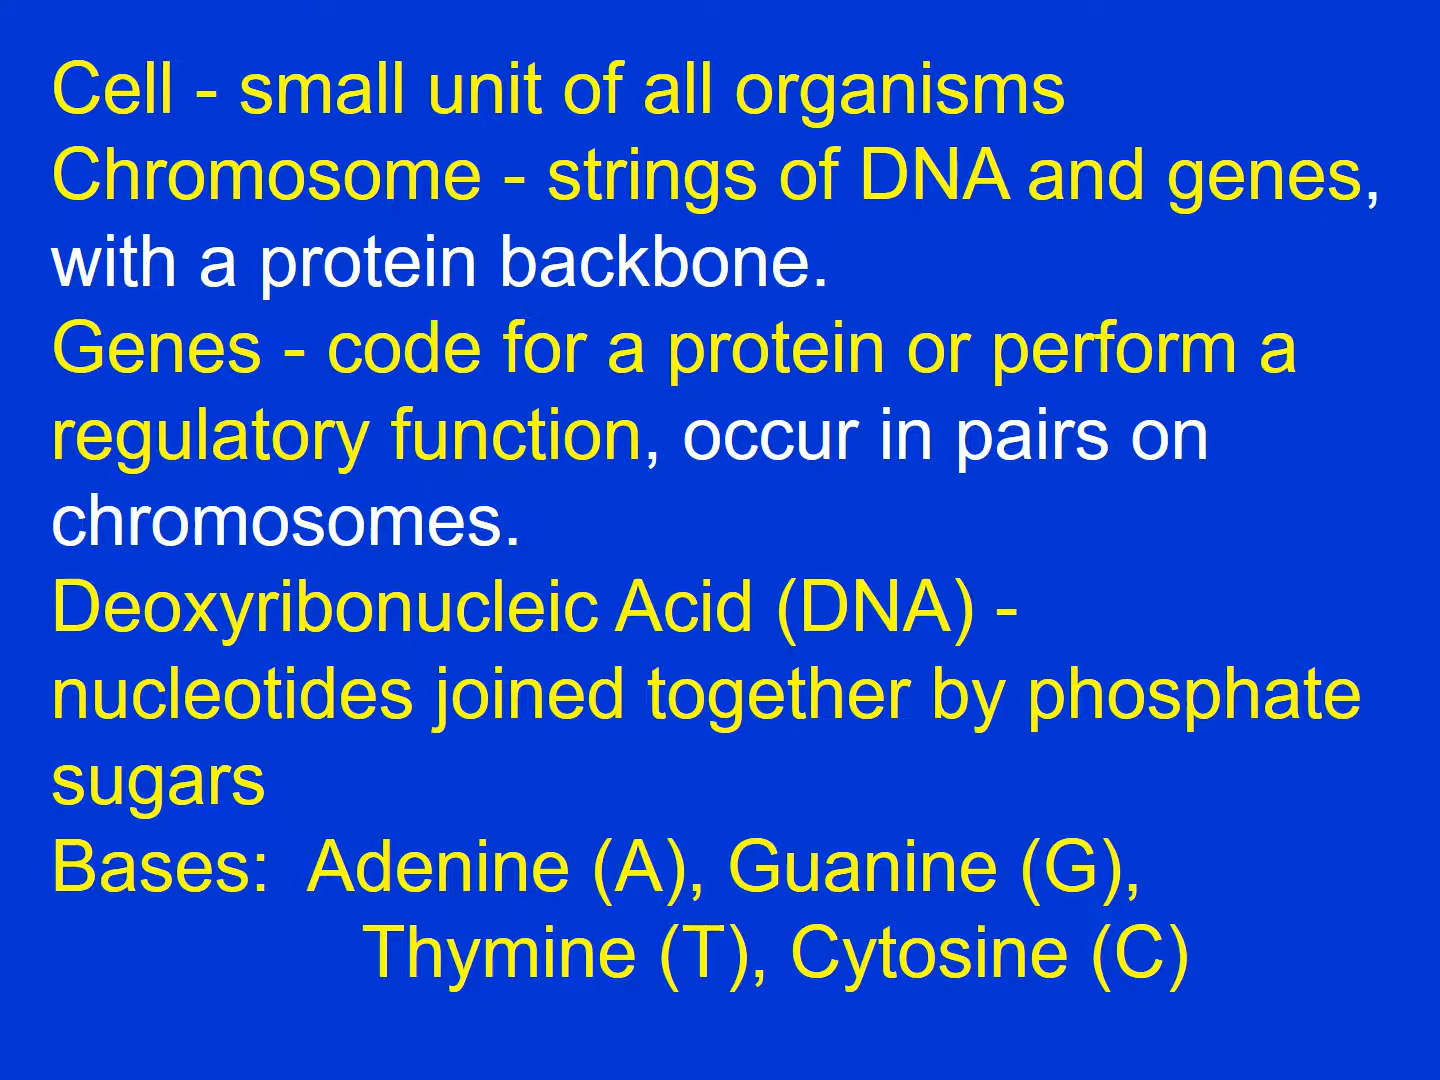 Cell - small unit of all organisms
Chromosome - strings of DNA and genes,
with a protein backbone.
Genes - code for a protein or perform a
regulatory function, occur in pairs on
chromosomes.
Deoxyribonucleic Acid (DNA) -
nucleotides joined together by phosphate
sugars
Bases:  Adenine (A), Guanine (G),
Thymine (T), Cytosine (C)